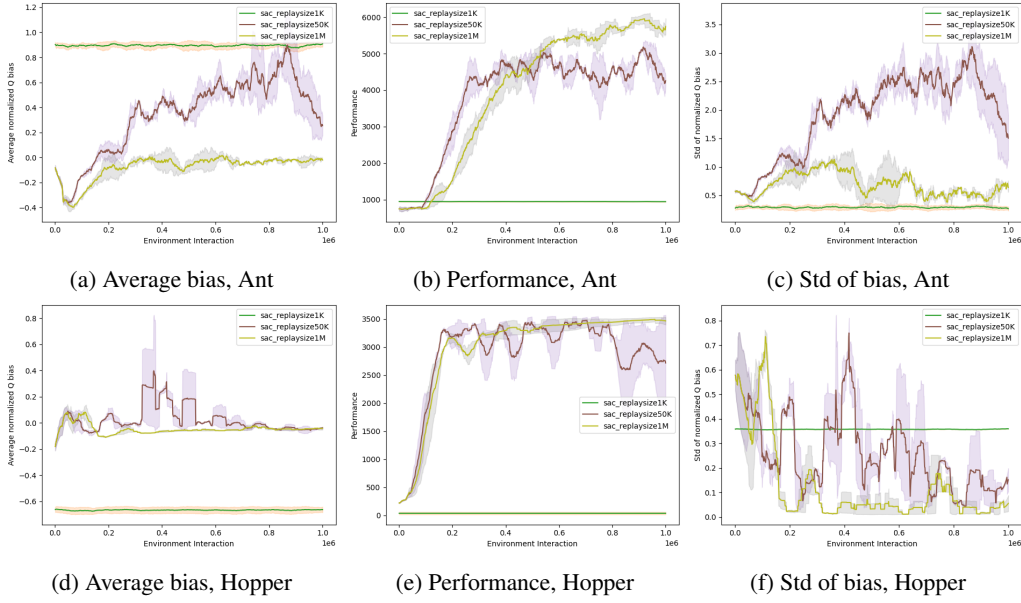 sac_replaysize1K
sac_replaysize50K
sac_replaysize1M
Average normalized Q bias
1.2
1.0
0.8
0.6
0.4
0.2
0.0
−0.2
−0.4
0.0 0.2 0.4 0.6 0.8 1.0
1e6
Environment Interaction
(a) Average bias, Ant
sac_replaysize1K
sac_replaysize50K
sac_replaysize1M
Performance
6000
5000
4000
3000
2000
1000
0.0 0.2 0.4 0.6 0.8 1.0
1e6
Environment Interaction
(b) Performance, Ant
sac_replaysize1K
sac_replaysize50K
sac_replaysize1M
Std of normalized Q bias
3.5
3.0
2.5
2.0
1.5
1.0
0.5
0.0 0.2 0.4 0.6 0.8 1.0
1e6
Environment Interaction
(c) Std of bias, Ant
sac_replaysize1K
sac_replaysize50K
sac_replaysize1M
Average normalized Q bias
0.8
0.6
0.4
0.2
0.0
−0.2
−0.4
−0.6
0.0 0.2 0.4 0.6 0.8 1.0
1e6
Environment Interaction
(d) Average bias, Hopper
sac_replaysize1K
sac_replaysize50K
sac_replaysize1M
Performance
3500
3000
2500
2000
1500
1000
500
0
0.0 0.2 0.4 0.6 0.8 1.0
1e6
Environment Interaction
(e) Performance, Hopper
sac_replaysize1K
sac_replaysize50K
sac_replaysize1M
Std of normalized Q bias
0.8
0.7
0.6
0.5
0.4
0.3
0.2
0.1
0.0
0.0 0.2 0.4 0.6 0.8 1.0
1e6
Environment Interaction
(f) Std of bias, Hopper